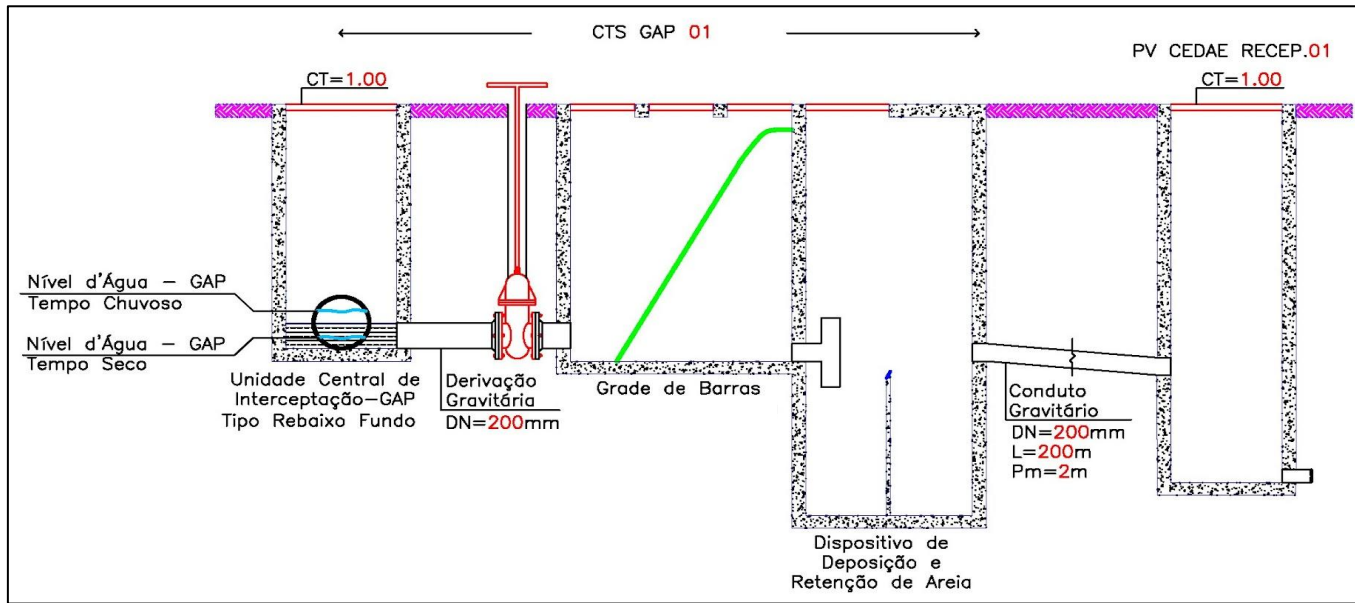 CTS GAP 01
PV CEDAE RECEP.01
CT=1.00
CT=1.00
Nível d'Água – GAP
Tempo Chuvoso
Nível d'Água – GAP
Tempo Seco
Unidade Central de
Interceptação–GAP
Tipo Rebaixo Fundo
Derivação
Gravitária
DN=200mm
Grade de Barras
Dispositivo de
Deposição e
Retenção de Areia
Conduto
Gravitário
DN=200mm
L=200m
Pm=2m